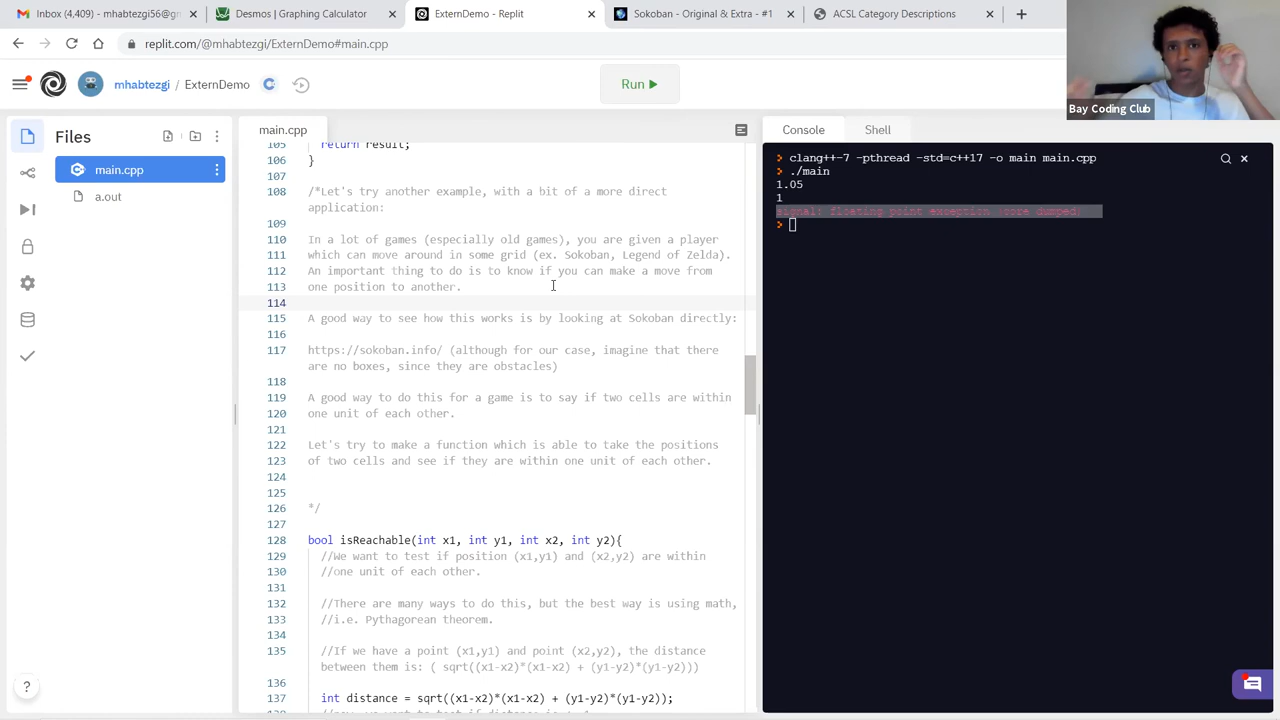 mhabtezgi56@gm
Desmos | Graphing Calculator
ExternDemo - Replit
Sokoban - Original & Extra - #1
ACSL Category Descriptions
replit.com/@mhabtezgi/ExternDemo#main.cpp
Bay Coding Club
mhabtezgi / ExternDemo
Run
Files
main.cpp
a.out
main.cpp
105 return result;
106 }
107
108 /*Let's try another example, with a bit of a more direct
application:
109
110 In a lot of games (especially old games), you are given a player
111 which can move around in some grid (ex. Sokoban, Legend of Zelda).
112 An important thing to do is to know if you can make a move from
113 one position to another.
114
115 A good way to see how this works is by looking at Sokoban directly:
116
117 https://sokoban.info/ (although for our case, imagine that there
are no boxes, since they are obstacles)
118
119 A good way to do this for a game is to say if two cells are within
120 one unit of each other.
121
122 Let's try to make a function which is able to take the positions
123 of two cells and see if they are within one unit of each other.
124
125
126 */
127
128 bool isReachable(int x1, int y1, int x2, int y2){
129 //We want to test if position (x1,y1) and (x2,y2) are within
130 //one unit of each other.
131
132 //There are many ways to do this, but the best way is using math,
133 //i.e. Pythagorean theorem.
134
135 //If we have a point (x1,y1) and point (x2,y2), the distance
between them is: ( sqrt((x1-x2)*(x1-x2) + (y1-y2)*(y1-y2)))
136
137 int distance = sqrt((x1-x2)*(x1-x2) + (y1-y2)*(y1-y2));
Console
Shell
clang++-7 -pthread -std=c++17 -o main main.cpp
./main
1.05
1
signal: floating point exception (core dumped)